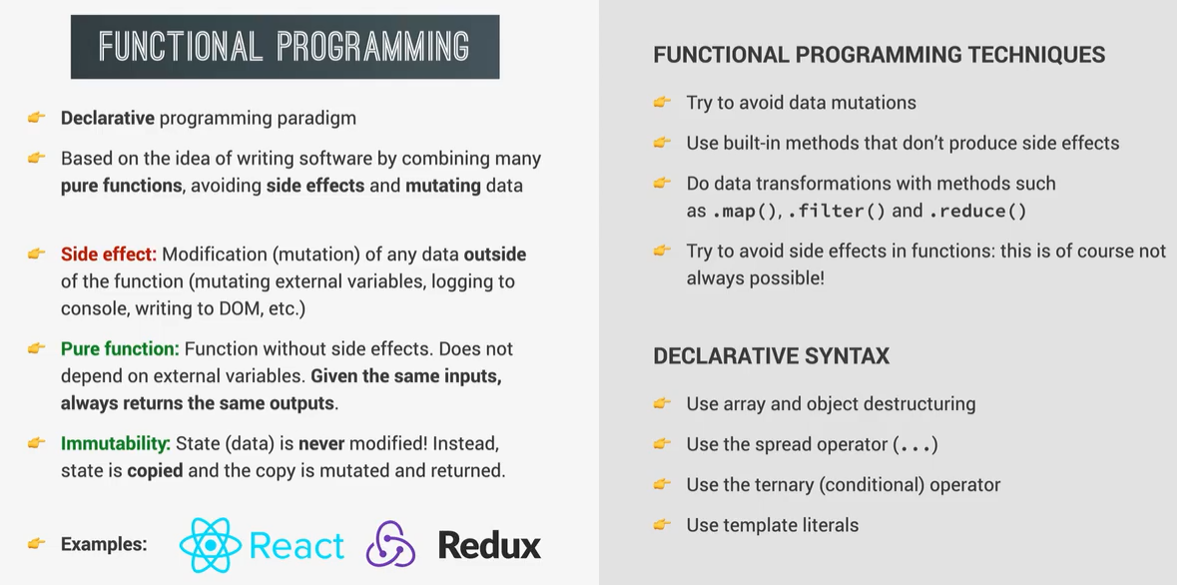 FUNCTIONAL PROGRAMMING
👉 Declarative programming paradigm
👉 Based on the idea of writing software by combining many
pure functions, avoiding side effects and mutating data
👉 Side effect: Modification (mutation) of any data outside
of the function (mutating external variables, logging to
console, writing to DOM, etc.)
👉 Pure function: Function without side effects. Does not
depend on external variables. Given the same inputs,
always returns the same outputs.
👉 Immutability: State (data) is never modified! Instead,
state is copied and the copy is mutated and returned.
👉 Examples: React Redux
FUNCTIONAL PROGRAMMING TECHNIQUES
👉 Try to avoid data mutations
👉 Use built-in methods that don’t produce side effects
👉 Do data transformations with methods such
as .map(), .filter() and .reduce()
👉 Try to avoid side effects in functions: this is of course not
always possible!
DECLARATIVE SYNTAX
👉 Use array and object destructuring
👉 Use the spread operator (...)
👉 Use the ternary (conditional) operator
👉 Use template literals